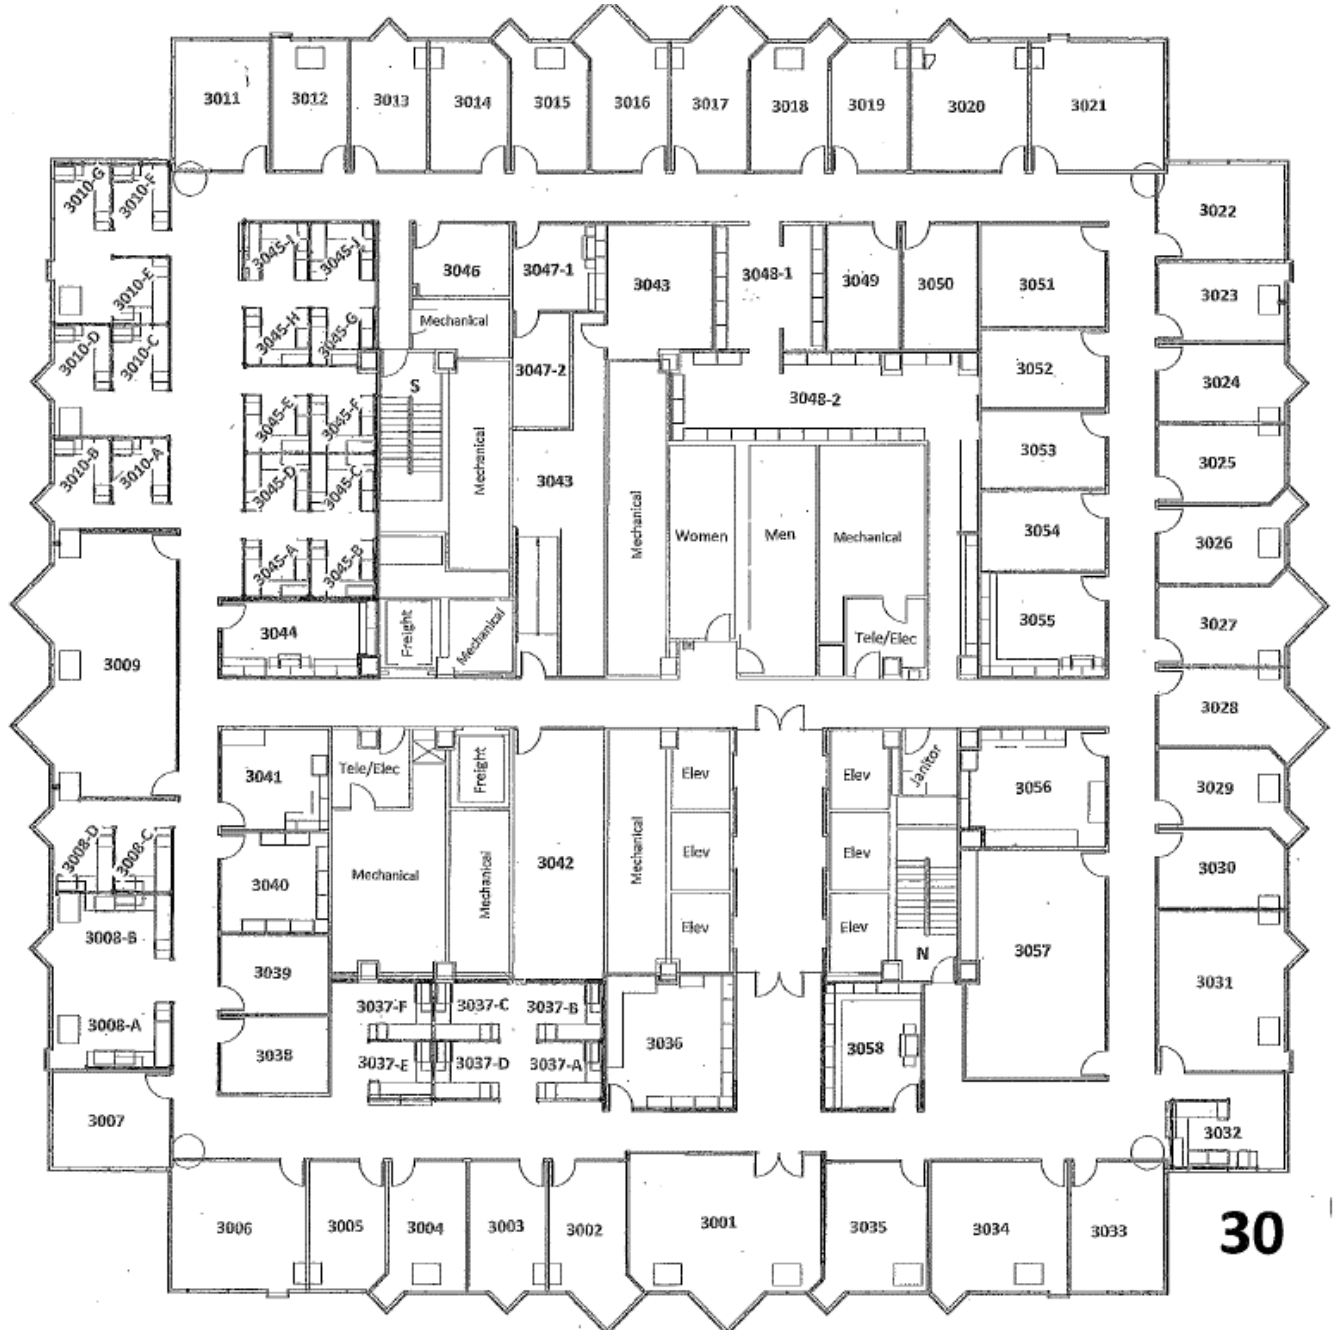 3011
3012
3013
3014
3015
3016
3017
3018
3019
3020
3021
3010-G
3010-F
3022
3045-I
3045-J
3046
3047-1
3043
3048-1
3049
3050
3051
3010-E
3023
3045-H
3045-G
Mechanical
3010-D
3010-C
3047-2
3052
3024
S
3048-2
3045-E
3045-F
3053
3010-B
3010-A
3045-D
3045-C
Mechanical
3043
Mechanical
3025
3054
Women
Men
Mechanical
3026
3045-A
3045-B
3044
Freight
Mechanical
Tele/Elec
3055
3027
3009
3028
3041
Tele/Elec
Freight
Elev
Elev
Janitor
3056
3029
3008-D
3008-C
3040
Mechanical
Mechanical
3042
Mechanical
Elev
Elev
3030
3008-B
Elev
Elev
N
3057
3039
3031
3037-F
3037-C
3037-B
3008-A
3038
3037-E
3037-D
3037-A
3036
3058
3007
3032
3006
3005
3004
3003
3002
3001
3035
3034
3033
30